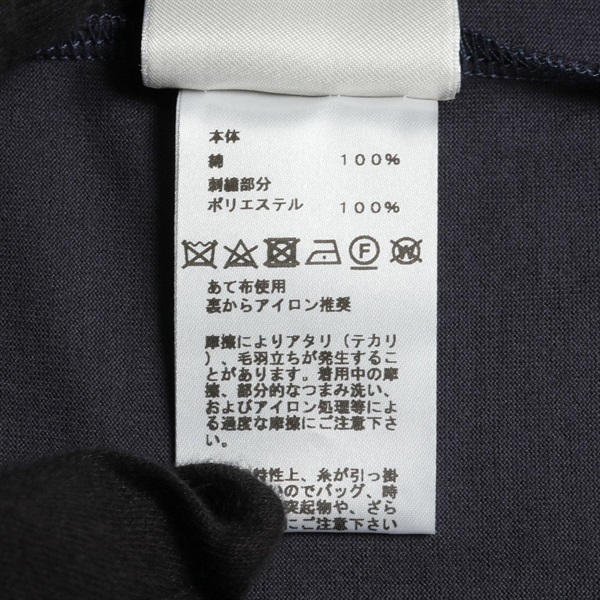 本体
綿 100%
刺繍部分
ポリエステル 100%
F W
あて布使用
裏からアイロン推奨
摩擦によりアタリ(テカリ
)、毛羽立ちが発生するこ
とがあります。着用中の摩
擦、部分的なつまみ洗い、
およびアイロン処理等によ
る過度な摩擦にご注意下さ
い。
特性上、糸が引っ掛
いのでバッグ、時
突起物や、ざら
にご注意下さい